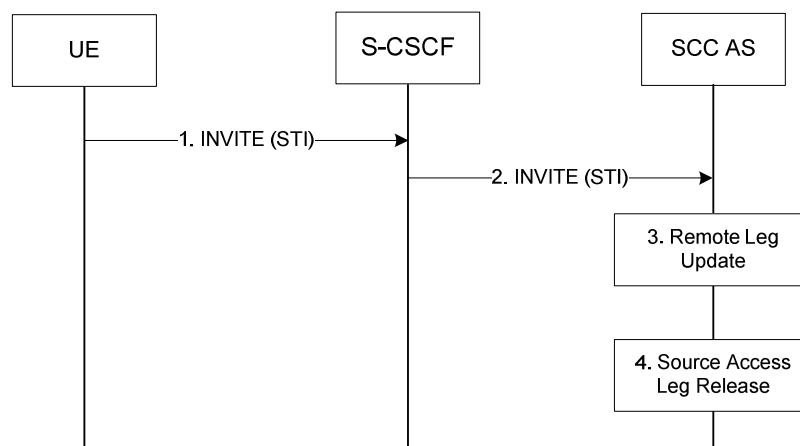 UE
S-CSCF
SCC AS
1. INVITE (STI)
2. INVITE (STI)
3. Remote Leg
Update
4. Source Access
Leg Release